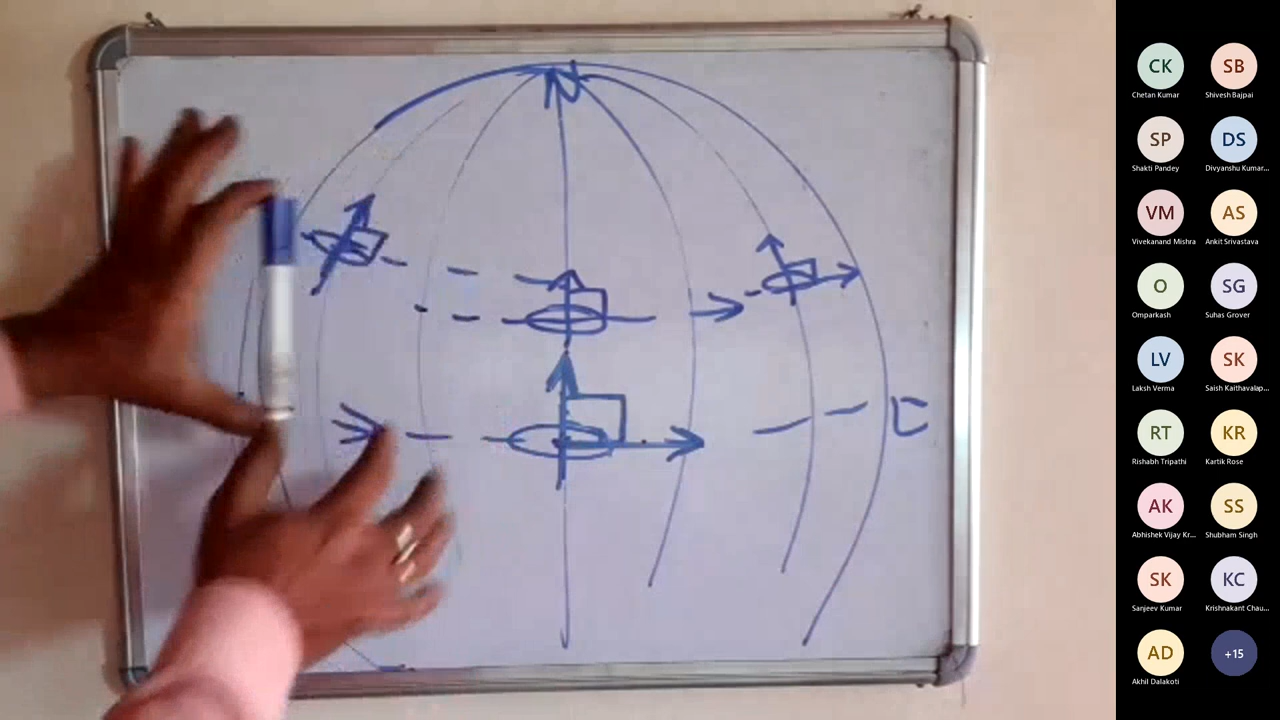 N
E
CK
SB
Chetan Kumar
Shivesh Bajpai
SP
DS
Shakti Pandey
Divyanshu Kumar...
VM
AS
Vivekanand Mishra
Ankit Srivastava
O
SG
Omparkash
Suhas Grover
LV
SK
Laksh Verma
Saish Kaithavalap...
RT
KR
Rishabh Tripathi
Kartik Rose
AK
SS
Abhishek Vijay Kr...
Shubham Singh
SK
KC
Sanjeev Kumar
Krishnakant Chau...
AD
+15
Akhil Dalakoti